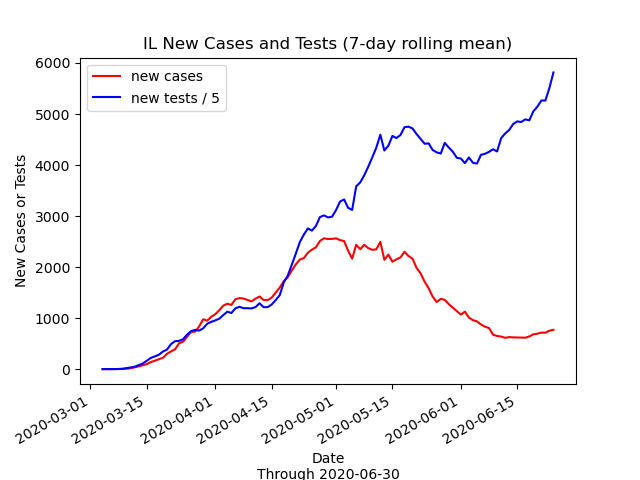 IL New Cases and Tests (7-day rolling mean)
new cases
new tests / 5
New Cases or Tests
6000
5000
4000
3000
2000
1000
0
2020-03-01
2020-03-15
2020-04-01
2020-04-15
2020-05-01
2020-05-15
2020-06-01
2020-06-15
Date
Through 2020-06-30